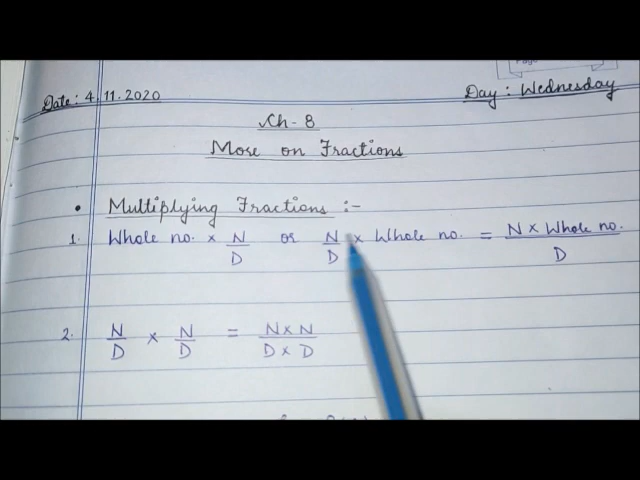 Page
Date: 4.11.2020 Day: Wednesday
Ch-8
More on Fractions
• Multiplying Fractions :-
1. Whole no. × N/D or N/D × Whole no. = N × Whole no./D
2. N/D × N/D = N×N/D×D